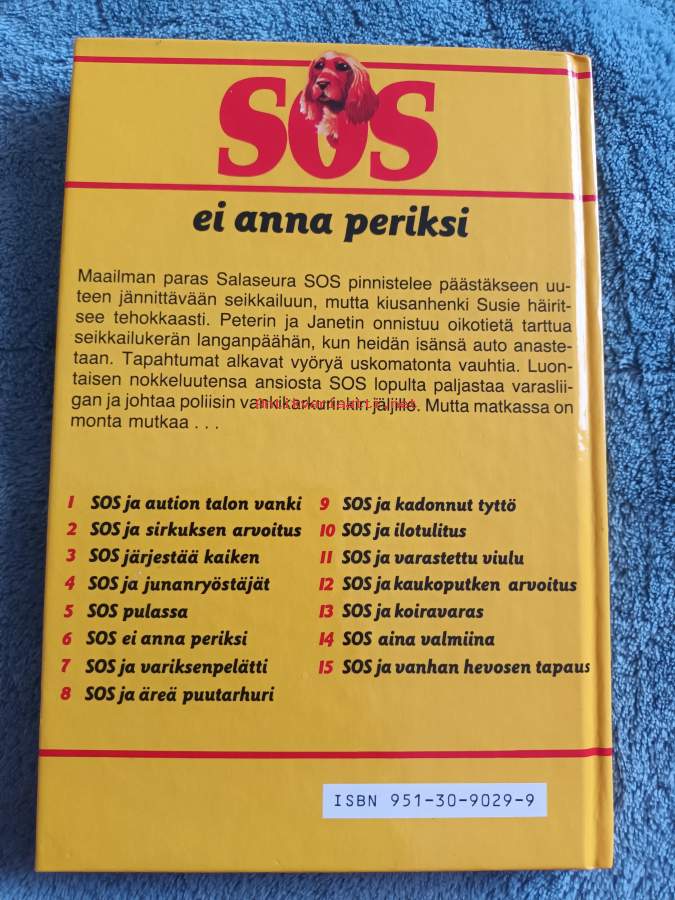 SOS
ei anna periksi
Maailman paras Salaseura SOS pinnistelee päästäkseen uu-
teen jännittävään seikkailuun, mutta kiusanhenki Susie häirit-
see tehokkaasti. Peterin ja Janetin onnistuu oikotietä tarttua
seikkailukerän langanpäähän, kun heidän isänsä auto anaste-
taan. Tapahtumat alkavat vyöryä uskomatonta vauhtia. Luon-
taisen nokkeluutensa ansiosta SOS lopulta paljastaa varaslii-
gan ja johtaa poliisin vankikarkurinkin jäljille. Mutta matkassa on
monta mutkaa . . .
1 SOS ja aution talon vanki
2 SOS ja sirkuksen arvoitus
3 SOS järjestää kaiken
4 SOS ja junanryöstäjät
5 SOS pulassa
6 SOS ei anna periksi
7 SOS ja variksenpelätti
8 SOS ja äreä puutarhuri
9 SOS ja kadonnut tyttö
10 SOS ja ilotulitus
11 SOS ja varastettu viulu
12 SOS ja kaukoputken arvoitus
13 SOS ja koiravaras
14 SOS aina valmiina
15 SOS ja vanhan hevosen tapaus
ISBN 951-30-9029-9